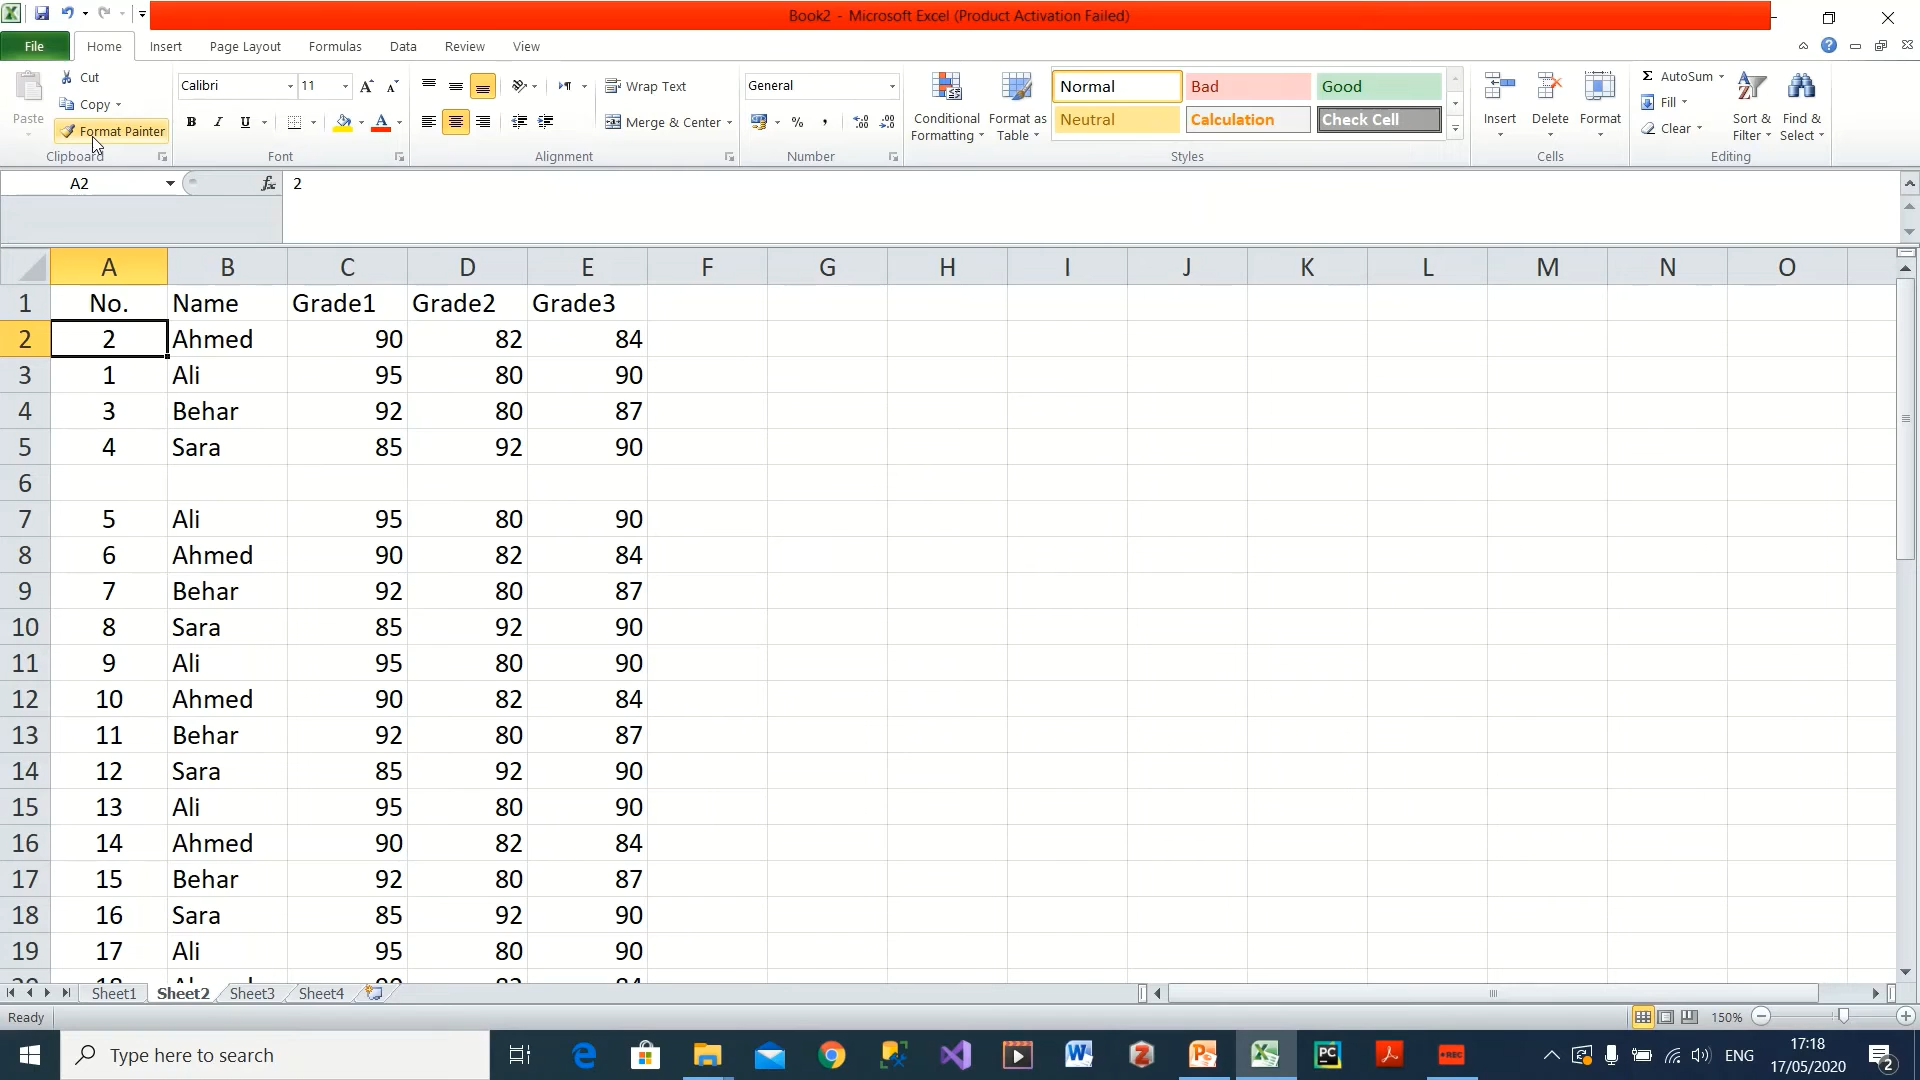 Book2 - Microsoft Excel (Product Activation Failed)
File Home Insert Page Layout Formulas Data Review View
Paste
Cut
Copy
Format Painter
Clipboard
Calibri 11
B I U A
Font
Wrap Text
Merge & Center
Alignment
General
%
Number
Conditional Formatting
Format as Table
Normal Bad Good
Neutral Calculation Check Cell
Styles
Insert Delete Format
Cells
Σ AutoSum
Fill
Clear
Sort & Filter
Find & Select
Editing
A2 fx 2
A B C D E F G H I J K L M N O
1 No. Name Grade1 Grade2 Grade3
2 2 Ahmed 90 82 84
3 1 Ali 95 80 90
4 3 Behar 92 80 87
5 4 Sara 85 92 90
6
7 5 Ali 95 80 90
8 6 Ahmed 90 82 84
9 7 Behar 92 80 87
10 8 Sara 85 92 90
11 9 Ali 95 80 90
12 10 Ahmed 90 82 84
13 11 Behar 92 80 87
14 12 Sara 85 92 90
15 13 Ali 95 80 90
16 14 Ahmed 90 82 84
17 15 Behar 92 80 87
18 16 Sara 85 92 90
19 17 Ali 95 80 90
Sheet1 Sheet2 Sheet3 Sheet4
Ready 150%
Type here to search
PC
REC
ENG
17:18
17/05/2020
2